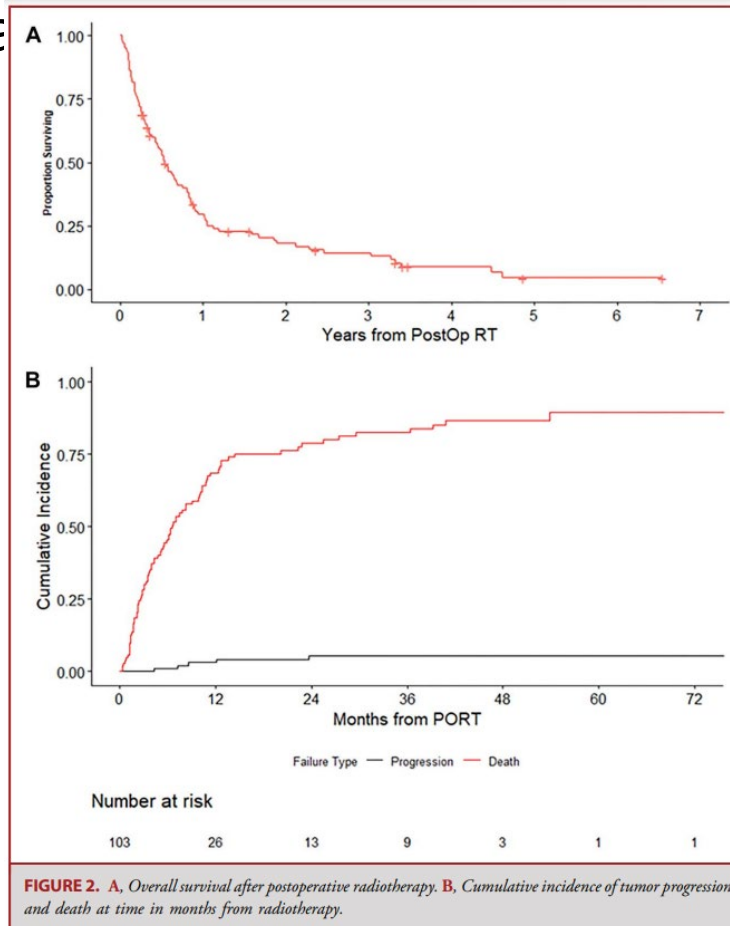 A
1.00
0.75
0.50
0.25
0.00
Proportion Surviving
0 1 2 3 4 5 6 7
Years from PostOp RT
B
1.00
0.75
0.50
0.25
0.00
Cumulative Incidence
0 12 24 36 48 60 72
Months from PORT
Failure Type Progression Death
Number at risk
103 26 13 9 3 1 1
FIGURE 2. A, Overall survival after postoperative radiotherapy. B, Cumulative incidence of tumor progression
and death at time in months from radiotherapy.